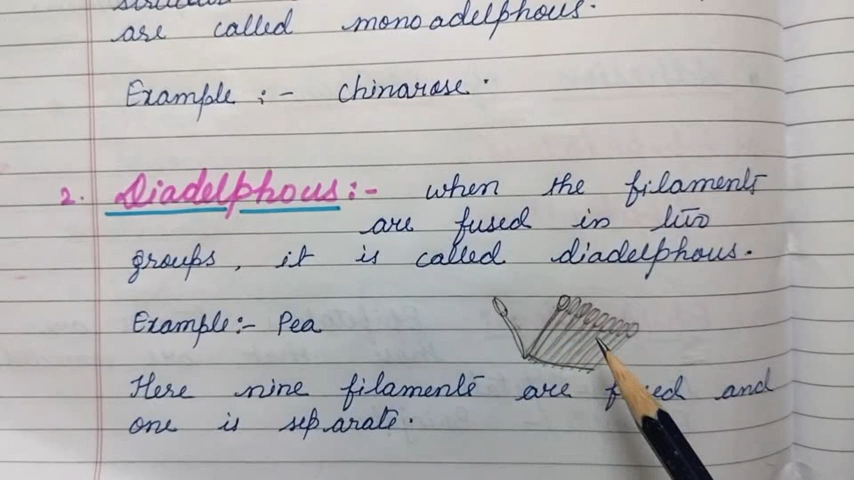 are called monoadelphous.
Example :- chinarose.
2. Diadelphous :- when the filaments
are fused in two
groups, it is called diadelphous.
Example:- Pea
Here nine filaments are and
one is separate.